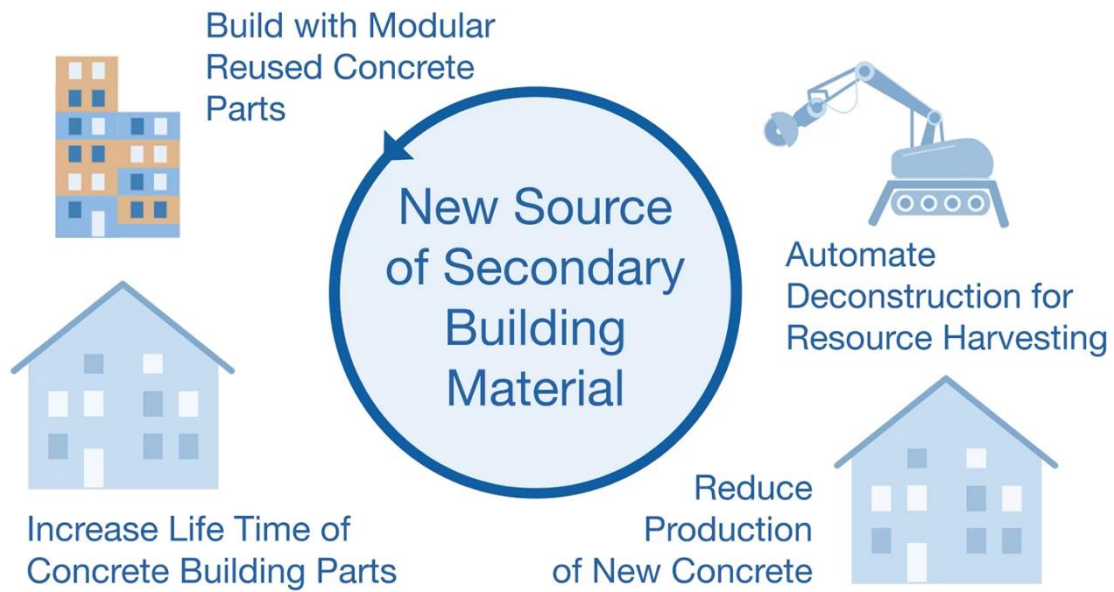 Build with Modular
Reused Concrete
Parts
New Source
of Secondary
Building
Material
Automate
Deconstruction for
Resource Harvesting
Increase Life Time of
Concrete Building Parts
Reduce
Production
of New Concrete